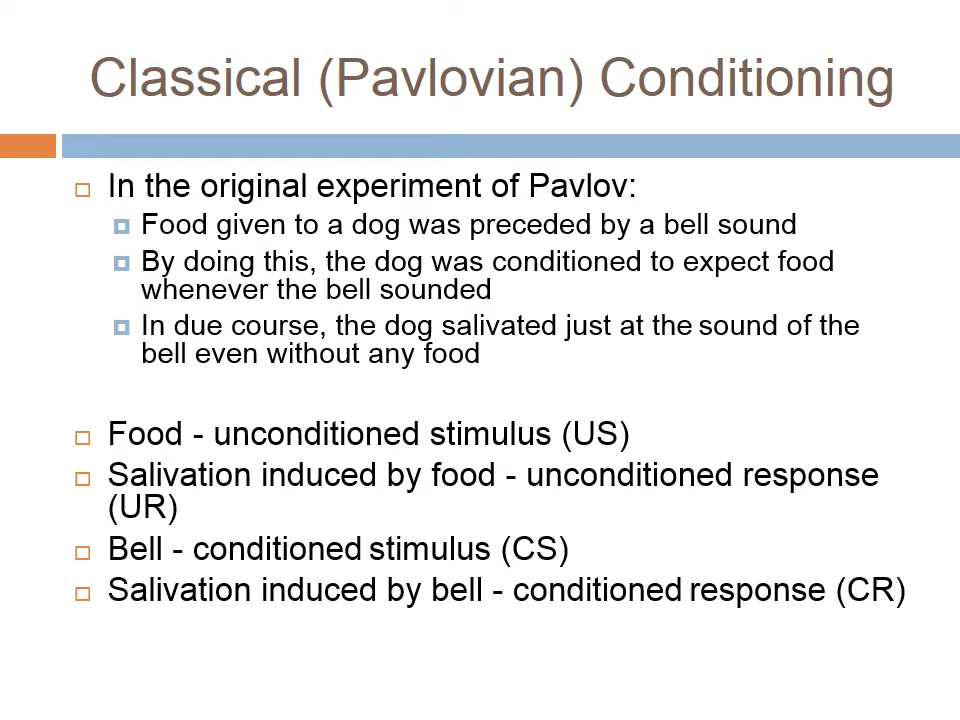 Classical (Pavlovian) Conditioning
In the original experiment of Pavlov:
Food given to a dog was preceded by a bell sound
By doing this, the dog was conditioned to expect food
whenever the bell sounded
In due course, the dog salivated just at the sound of the
bell even without any food
Food - unconditioned stimulus (US)
Salivation induced by food - unconditioned response
(UR)
Bell - conditioned stimulus (CS)
Salivation induced by bell - conditioned response (CR)